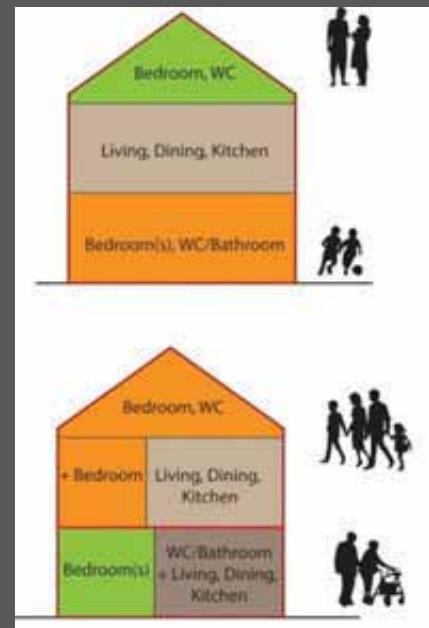 Bedroom, WC
Living, Dining, Kitchen
Bedroom(s), WC/Bathroom
Bedroom, WC
+ Bedroom
Living, Dining,
Kitchen
Bedroom(s)
WC/Bathroom
+ Living, Dining,
Kitchen